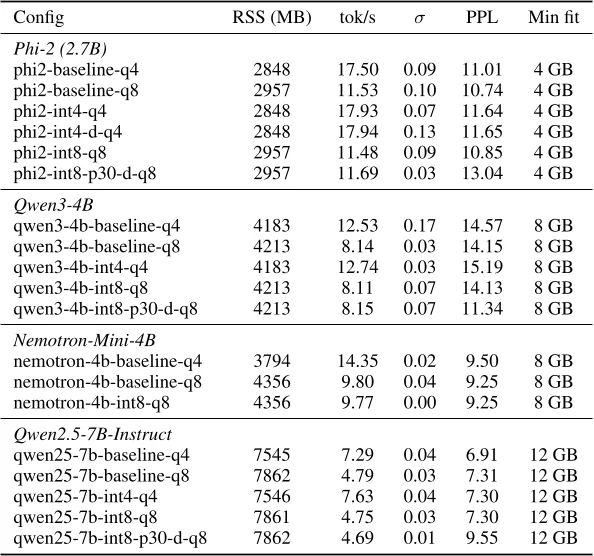 Config RSS (MB) tok/s σ PPL Min fit
Phi-2 (2.7B)
phi2-baseline-q4 2848 17.50 0.09 11.01 4 GB
phi2-baseline-q8 2957 11.53 0.10 10.74 4 GB
phi2-int4-q4 2848 17.93 0.07 11.64 4 GB
phi2-int4-d-q4 2848 17.94 0.13 11.65 4 GB
phi2-int8-q8 2957 11.48 0.09 10.85 4 GB
phi2-int8-p30-d-q8 2957 11.69 0.03 13.04 4 GB
Qwen3-4B
qwen3-4b-baseline-q4 4183 12.53 0.17 14.57 8 GB
qwen3-4b-baseline-q8 4213 8.14 0.03 14.15 8 GB
qwen3-4b-int4-q4 4183 12.74 0.03 15.19 8 GB
qwen3-4b-int8-q8 4213 8.11 0.07 14.13 8 GB
qwen3-4b-int8-p30-d-q8 4213 8.15 0.07 11.34 8 GB
Nemotron-Mini-4B
nemotron-4b-baseline-q4 3794 14.35 0.02 9.50 8 GB
nemotron-4b-baseline-q8 4356 9.80 0.04 9.25 8 GB
nemotron-4b-int8-q8 4356 9.77 0.00 9.25 8 GB
Qwen2.5-7B-Instruct
qwen25-7b-baseline-q4 7545 7.29 0.04 6.91 12 GB
qwen25-7b-baseline-q8 7862 4.79 0.03 7.31 12 GB
qwen25-7b-int4-q4 7546 7.63 0.04 7.30 12 GB
qwen25-7b-int8-q8 7861 4.75 0.03 7.30 12 GB
qwen25-7b-int8-p30-d-q8 7862 4.69 0.01 9.55 12 GB